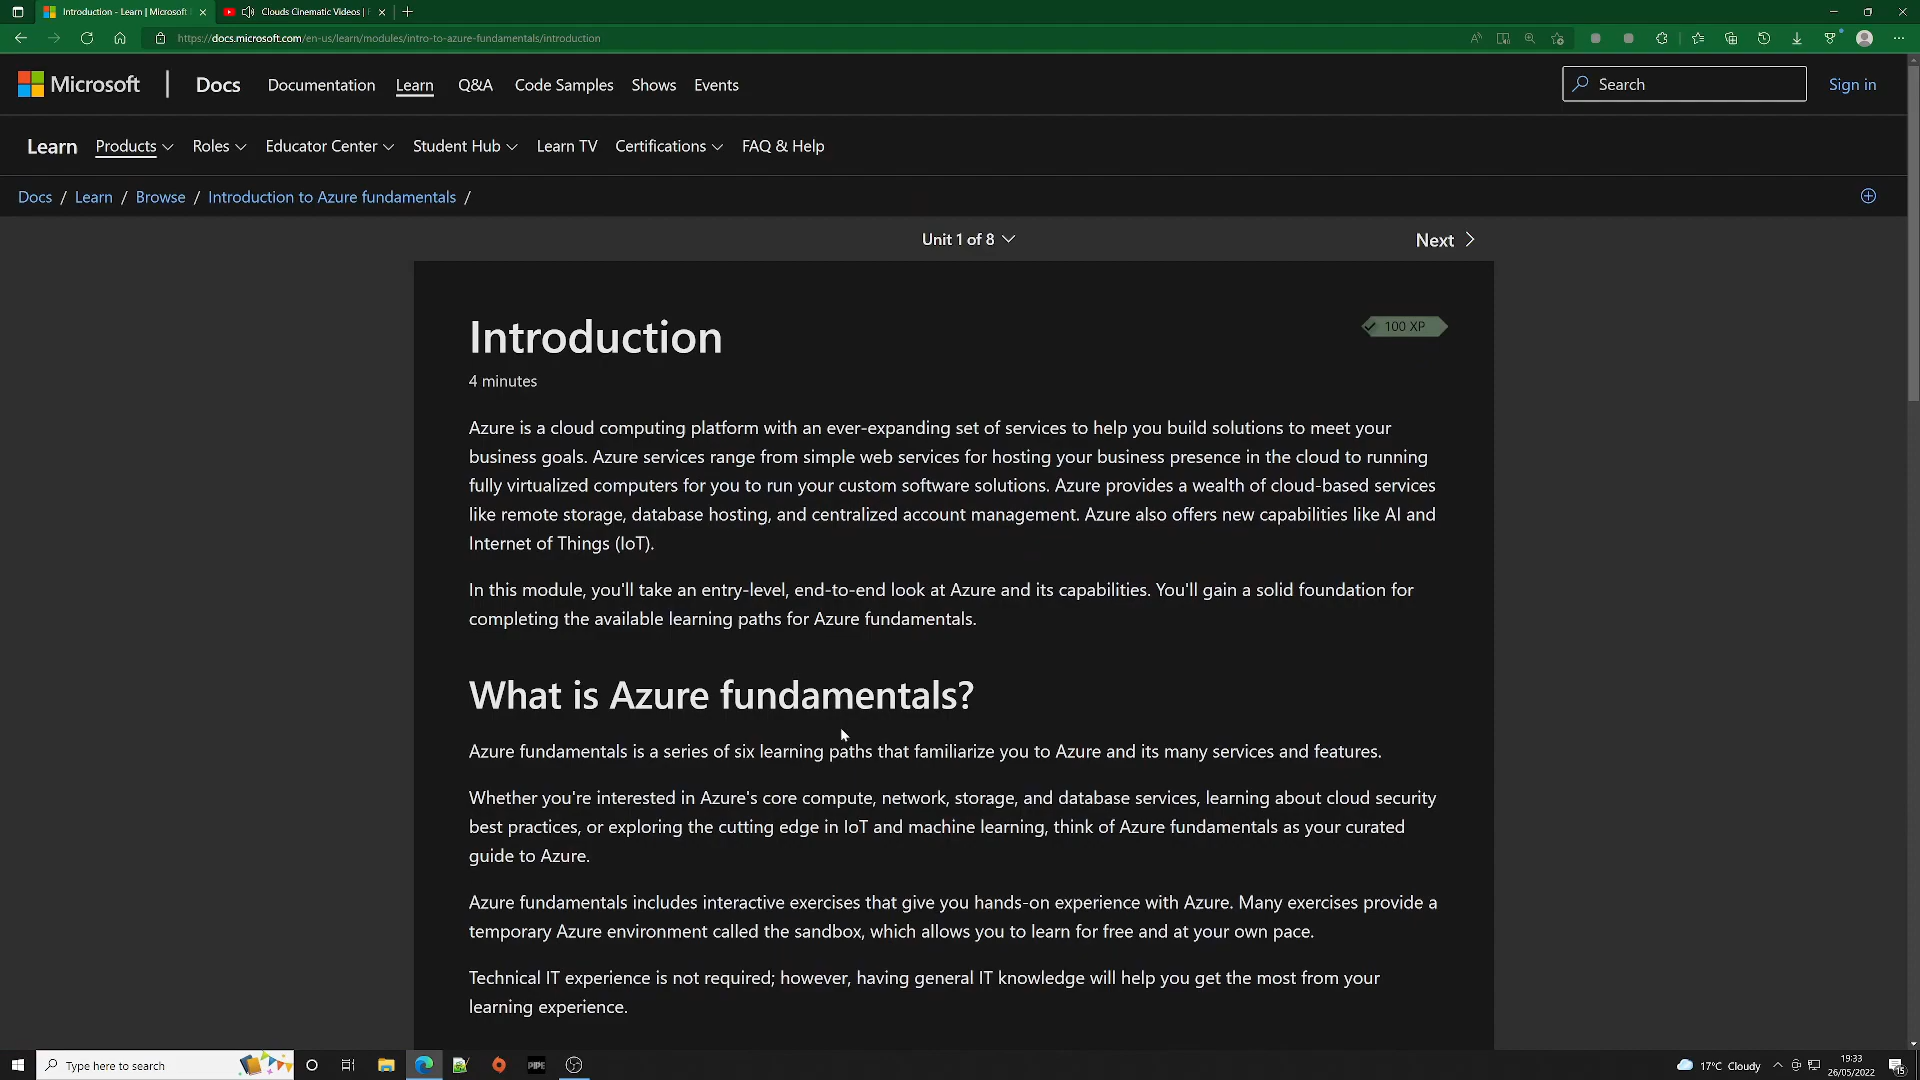 Introduction - Learn | Microsoft
Clouds Cinematic Videos |
https://docs.microsoft.com/en-us/learn/modules/intro-to-azure-fundamentals/introduction
Microsoft
Docs
Documentation
Learn
Q&A
Code Samples
Shows
Events
Search
Sign in
Learn
Products
Roles
Educator Center
Student Hub
Learn TV
Certifications
FAQ & Help
Docs / Learn / Browse / Introduction to Azure fundamentals /
Unit 1 of 8
Next
Introduction
100 XP
4 minutes
Azure is a cloud computing platform with an ever-expanding set of services to help you build solutions to meet your
business goals. Azure services range from simple web services for hosting your business presence in the cloud to running
fully virtualized computers for you to run your custom software solutions. Azure provides a wealth of cloud-based services
like remote storage, database hosting, and centralized account management. Azure also offers new capabilities like AI and
Internet of Things (IoT).
In this module, you'll take an entry-level, end-to-end look at Azure and its capabilities. You'll gain a solid foundation for
completing the available learning paths for Azure fundamentals.
What is Azure fundamentals?
Azure fundamentals is a series of six learning paths that familiarize you to Azure and its many services and features.
Whether you're interested in Azure's core compute, network, storage, and database services, learning about cloud security
best practices, or exploring the cutting edge in IoT and machine learning, think of Azure fundamentals as your curated
guide to Azure.
Azure fundamentals includes interactive exercises that give you hands-on experience with Azure. Many exercises provide a
temporary Azure environment called the sandbox, which allows you to learn for free and at your own pace.
Technical IT experience is not required; however, having general IT knowledge will help you get the most from your
learning experience.
Type here to search
PIPE
17°C Cloudy
19:33
26/05/2022
15